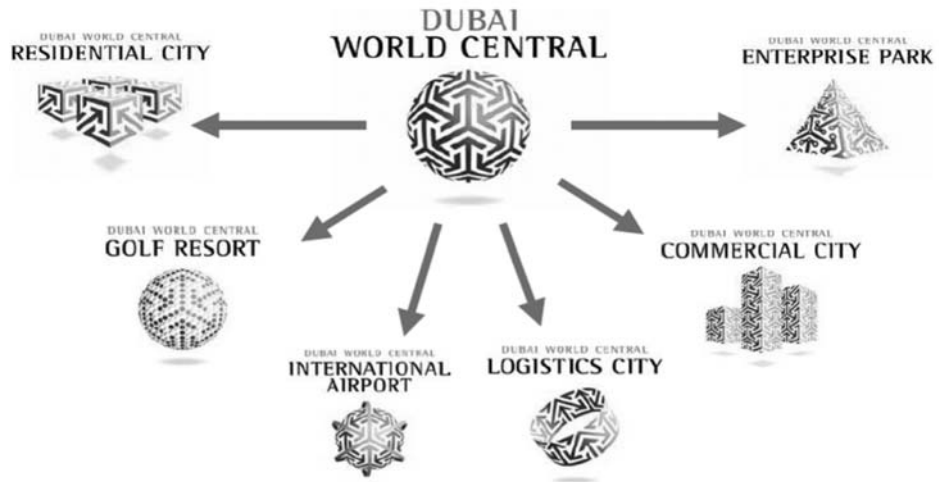 DUBAI
WORLD CENTRAL
DUBAI WORLD CENTRAL
RESIDENTIAL CITY
DUBAI WORLD CENTRAL
ENTERPRISE PARK
DUBAI WORLD CENTRAL
GOLF RESORT
DUBAI WORLD CENTRAL
COMMERCIAL CITY
DUBAI WORLD CENTRAL
INTERNATIONAL
AIRPORT
DUBAI WORLD CENTRAL
LOGISTICS CITY